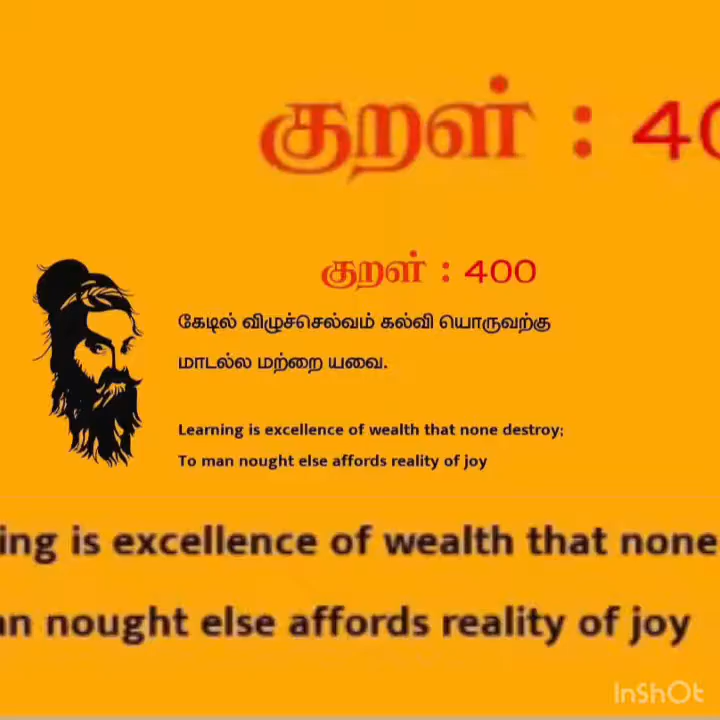 குறள் : 40
குறள் : 400
கேடில் விழுச்செல்வம் கல்வி யொருவற்கு
மாடல்ல மற்றை யவை.
Learning is excellence of wealth that none destroy;
To man nought else affords reality of joy
ing is excellence of wealth that none
an nought else affords reality of joy
InShOt